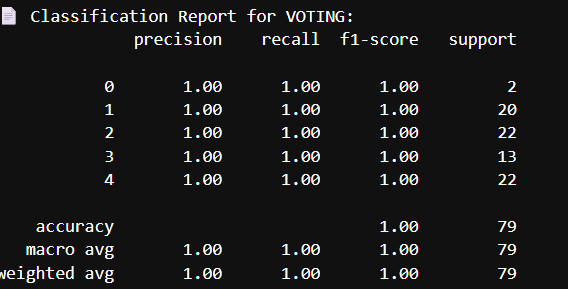 Classification Report for VOTING:
precision recall f1-score support
0 1.00 1.00 1.00 2
1 1.00 1.00 1.00 20
2 1.00 1.00 1.00 22
3 1.00 1.00 1.00 13
4 1.00 1.00 1.00 22
accuracy 1.00 79
macro avg 1.00 1.00 1.00 79
weighted avg 1.00 1.00 1.00 79